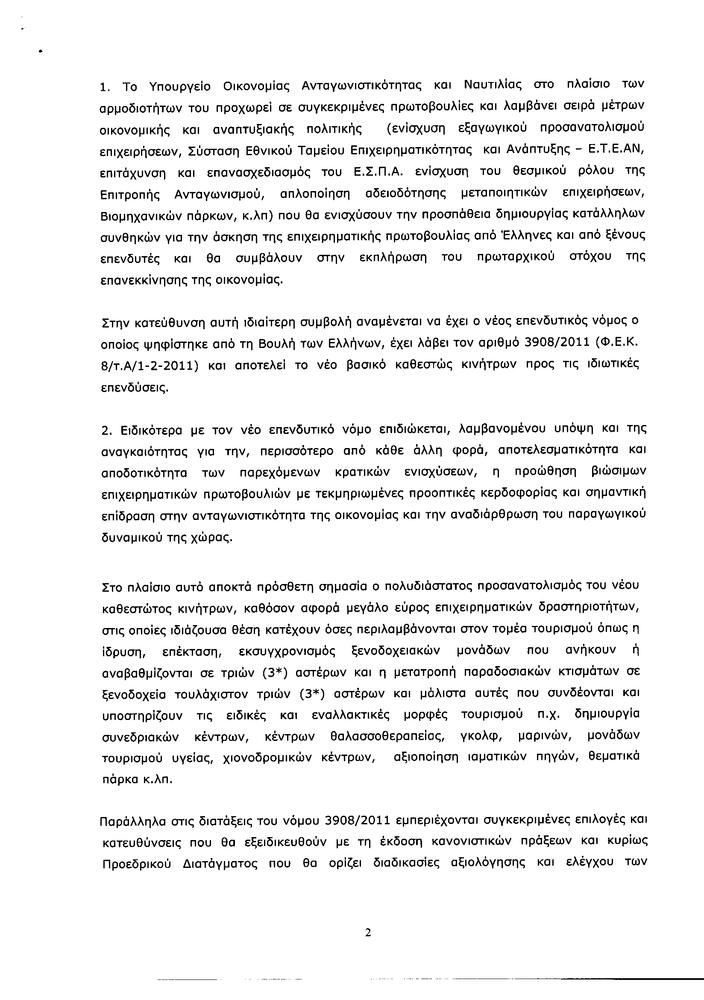 1. Το Υπουργείο Οικονομίας Ανταγωνιστικότητας και Ναυτιλίας στο πλαίσιο των
αρμοδιοτήτων του προχωρεί σε συγκεκριμένες πρωτοβουλίες και λαμβάνει σειρά μέτρων
οικονομικής και αναπτυξιακής πολιτικής (ενίσχυση εξαγωγικού προσανατολισμού
επιχειρήσεων, Σύσταση Εθνικού Ταμείου Επιχειρηματικότητας και Ανάπτυξης – Ε.Τ.Ε.ΑΝ,
επιτάχυνση και επανασχεδιασμός του Ε.Σ.Π.Α. ενίσχυση του θεσμικού ρόλου της
Επιτροπής Ανταγωνισμού, απλοποίηση αδειοδότησης μεταποιητικών επιχειρήσεων,
Βιομηχανικών πάρκων, κ.λπ) που θα ενισχύσουν την προσπάθεια δημιουργίας κατάλληλων
συνθηκών για την άσκηση της επιχειρηματικής πρωτοβουλίας από Έλληνες και από ξένους
επενδυτές και θα συμβάλουν στην εκπλήρωση του πρωταρχικού στόχου της
επανεκκίνησης της οικονομίας.
Στην κατεύθυνση αυτή ιδιαίτερη συμβολή αναμένεται να έχει ο νέος επενδυτικός νόμος ο
οποίος ψηφίστηκε από τη Βουλή των Ελλήνων, έχει λάβει τον αριθμό 3908/2011 (Φ.Ε.Κ.
8/τ.Α/1-2-2011) και αποτελεί το νέο βασικό καθεστώς κινήτρων προς τις ιδιωτικές
επενδύσεις.
2. Ειδικότερα με τον νέο επενδυτικό νόμο επιδιώκεται, λαμβανομένου υπόψη και της
αναγκαιότητας για την, περισσότερο από κάθε άλλη φορά, αποτελεσματικότητα και
αποδοτικότητα των παρεχόμενων κρατικών ενισχύσεων, η προώθηση βιώσιμων
επιχειρηματικών πρωτοβουλιών με τεκμηριωμένες προοπτικές κερδοφορίας και σημαντική
επίδραση στην ανταγωνιστικότητα της οικονομίας και την αναδιάρθρωση του παραγωγικού
δυναμικού της χώρας.
Στο πλαίσιο αυτό αποκτά πρόσθετη σημασία ο πολυδιάστατος προσανατολισμός του νέου
καθεστώτος κινήτρων, καθόσον αφορά μεγάλο εύρος επιχειρηματικών δραστηριοτήτων,
στις οποίες ιδιάζουσα θέση κατέχουν όσες περιλαμβάνονται στον τομέα τουρισμού όπως η
ίδρυση, επέκταση, εκσυγχρονισμός ξενοδοχειακών μονάδων που ανήκουν ή
αναβαθμίζονται σε τριών (3*) αστέρων και η μετατροπή παραδοσιακών κτισμάτων σε
ξενοδοχεία τουλάχιστον τριών (3*) αστέρων και μάλιστα αυτές που συνδέονται και
υποστηρίζουν τις ειδικές και εναλλακτικές μορφές τουρισμού π.χ. δημιουργία
συνεδριακών κέντρων, κέντρων θαλασσοθεραπείας, γκολφ, μαρινών, μονάδων
τουρισμού υγείας, χιονοδρομικών κέντρων, αξιοποίηση ιαματικών πηγών, θεματικά
πάρκα κ.λπ.
Παράλληλα στις διατάξεις του νόμου 3908/2011 εμπεριέχονται συγκεκριμένες επιλογές και
κατευθύνσεις που θα εξειδικευθούν με τη έκδοση κανονιστικών πράξεων και κυρίως
Προεδρικού Διατάγματος που θα ορίζει διαδικασίες αξιολόγησης και ελέγχου των
2